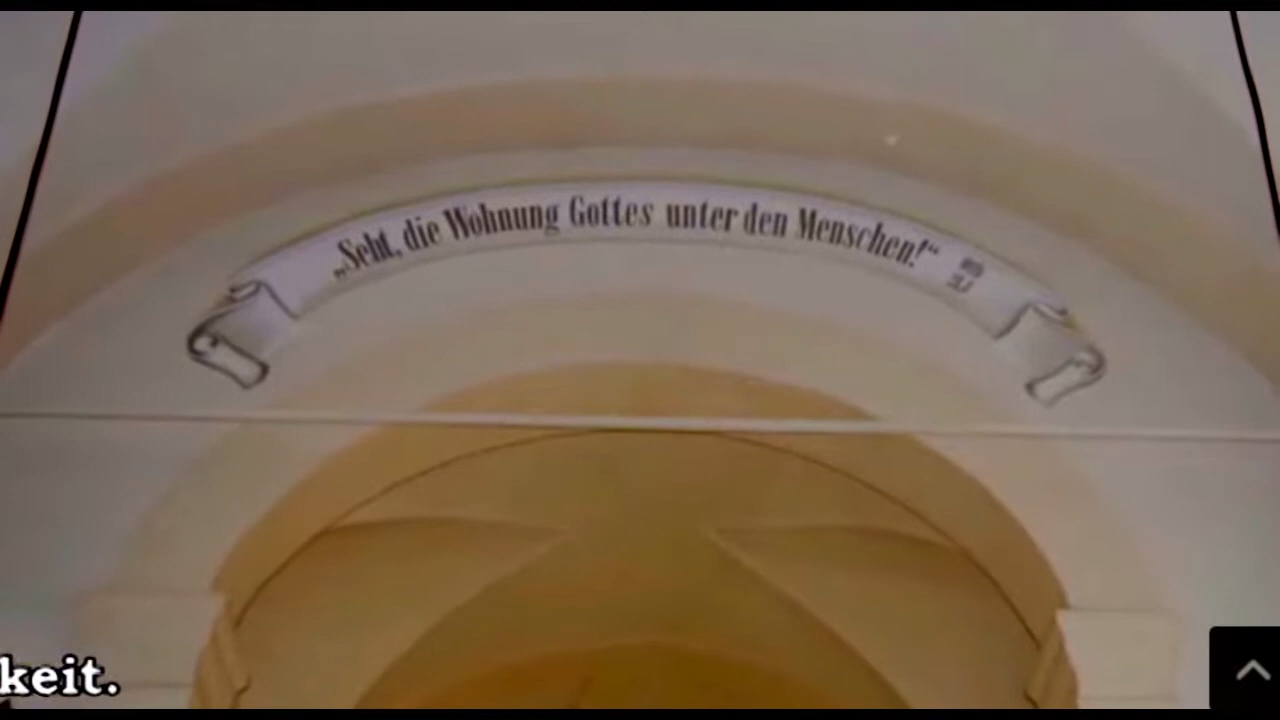 „Seht, die Wohnung Gottes unter den Menschen!“
keit.